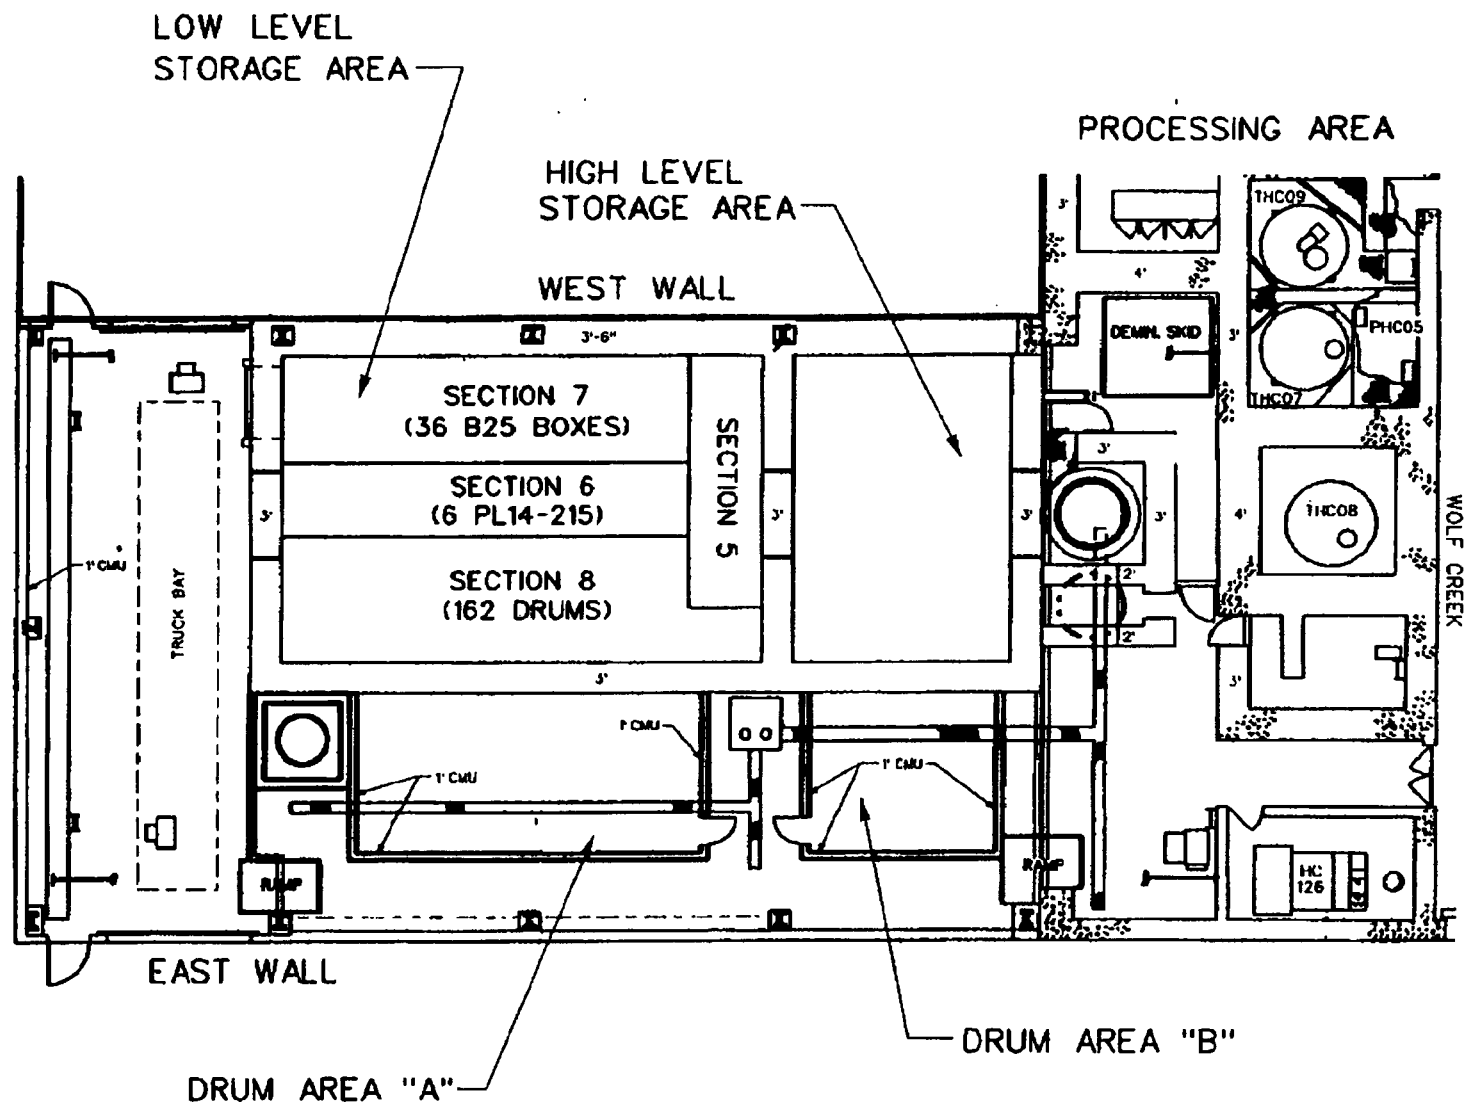 LOW LEVEL
STORAGE AREA
PROCESSING AREA
HIGH LEVEL
STORAGE AREA
WEST WALL
THC09
3'
4'
DEMIN. SKID
3'
PHC05
THC07
3'-6"
SECTION 7
(36 B25 BOXES)
SECTION 5
SECTION 6
(6 PL14-215)
3'
3'
3'
3'
3'
4'
THC08
WOLF CREEK
SECTION 8
(162 DRUMS)
1' CMU
TRUCK BAY
2'
2'
3'
3'
1' CMU
1' CMU
1' CMU
RAMP
RAMP
HC
126
EAST WALL
DRUM AREA "B"
DRUM AREA "A"